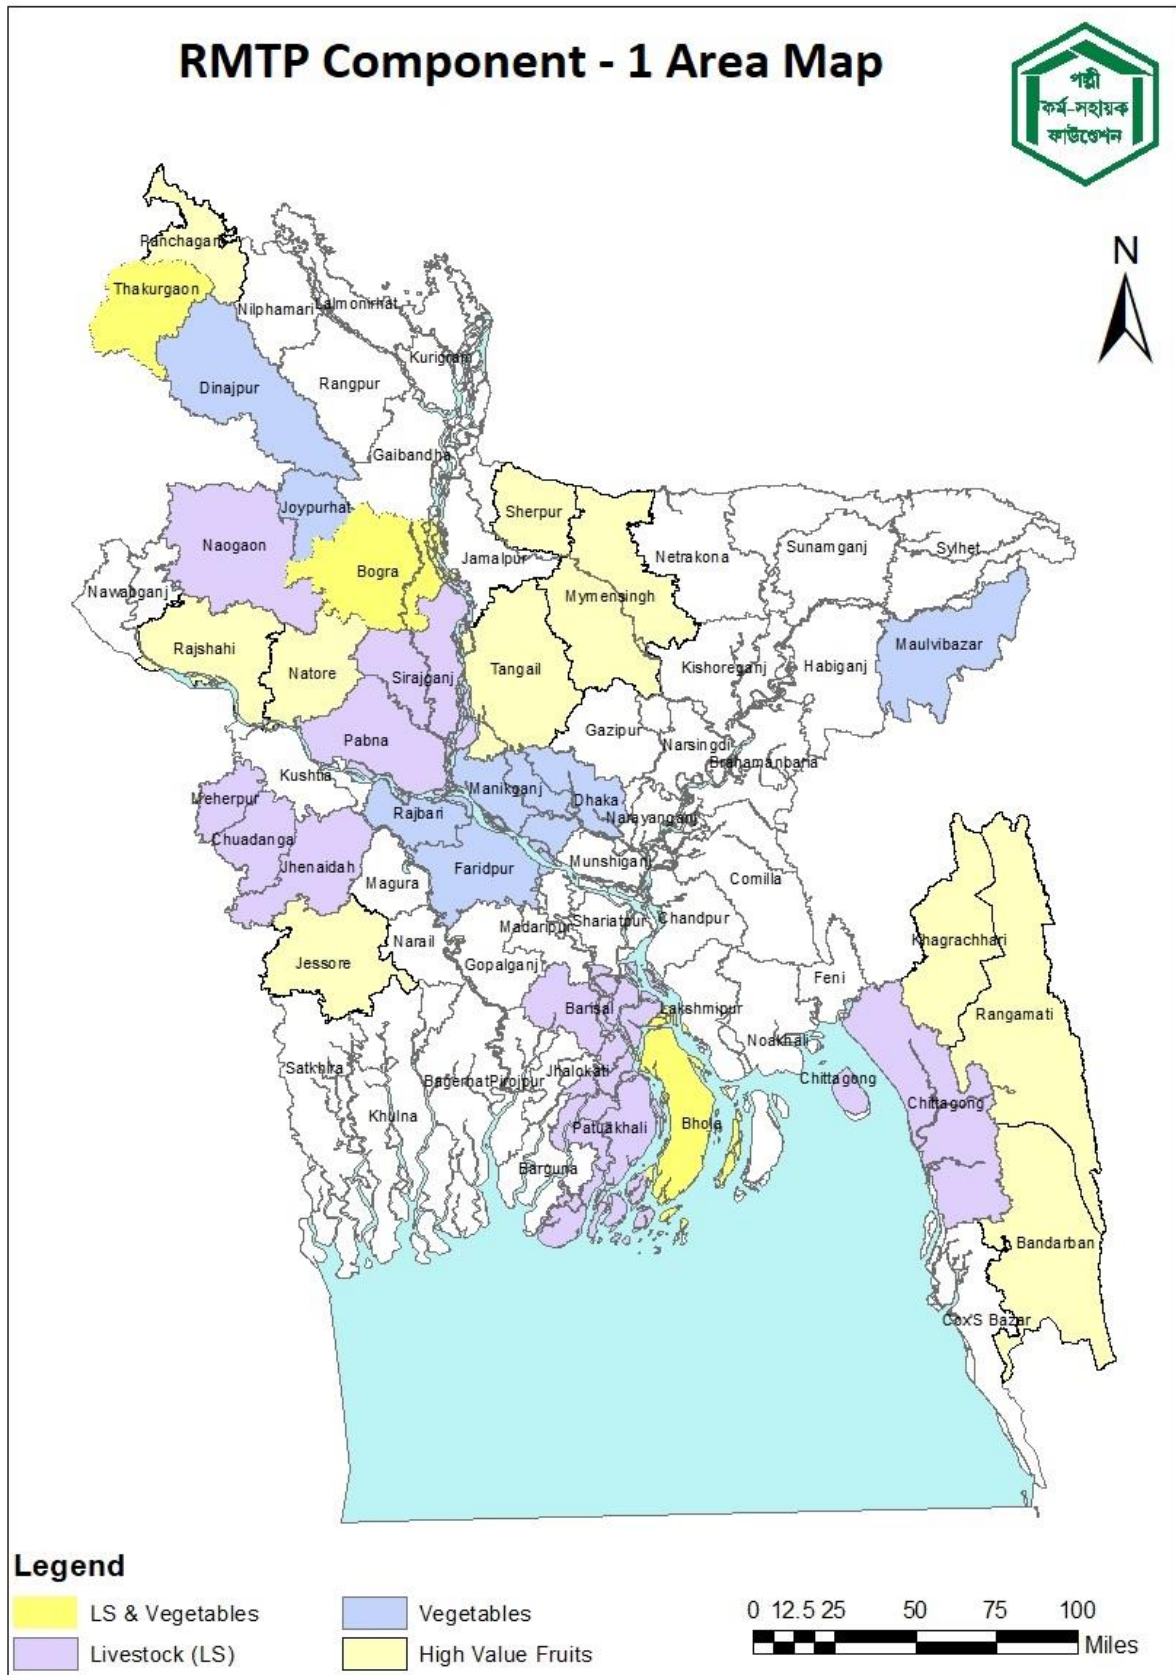 RMTP Component - 1 Area Map
পল্লী
কর্ম-সহায়ক
ফাউণ্ডেশন
N
Panchagarh
Thakurgaon
Nilphamari
Lalmonirhat
Kurigram
Dinajpur
Rangpur
Gaibandha
Joypurhat
Sherpur
Naogaon
Bogra
Jamalpur
Netrakona
Sunamganj
Sylhet
Nawabganj
Mymensingh
Rajshahi
Natore
Sirajganj
Tangail
Kishoreganj
Habiganj
Maulvibazar
Pabna
Gazipur
Narsingdi
Brahamanbaria
Kushtia
Meherpur
Manikganj
Dhaka
Rajbari
Narayanganj
Chuadanga
Jhenaidah
Faridpur
Munshiganj
Magura
Comilla
Madaripur
Shariatpur
Chandpur
Narail
Khagrachhari
Jessore
Gopalganj
Feni
Barisal
Lakshmipur
Rangamati
Noakhali
Satkhira
Bagerhat
Pirojpur
Jhalokati
Chittagong
Chittagong
Khulna
Patuakhali
Bhola
Barguna
Bandarban
Cox'S Bazar
Legend
LS & Vegetables
Vegetables
Livestock (LS)
High Value Fruits
0 12.5 25 50 75 100
Miles